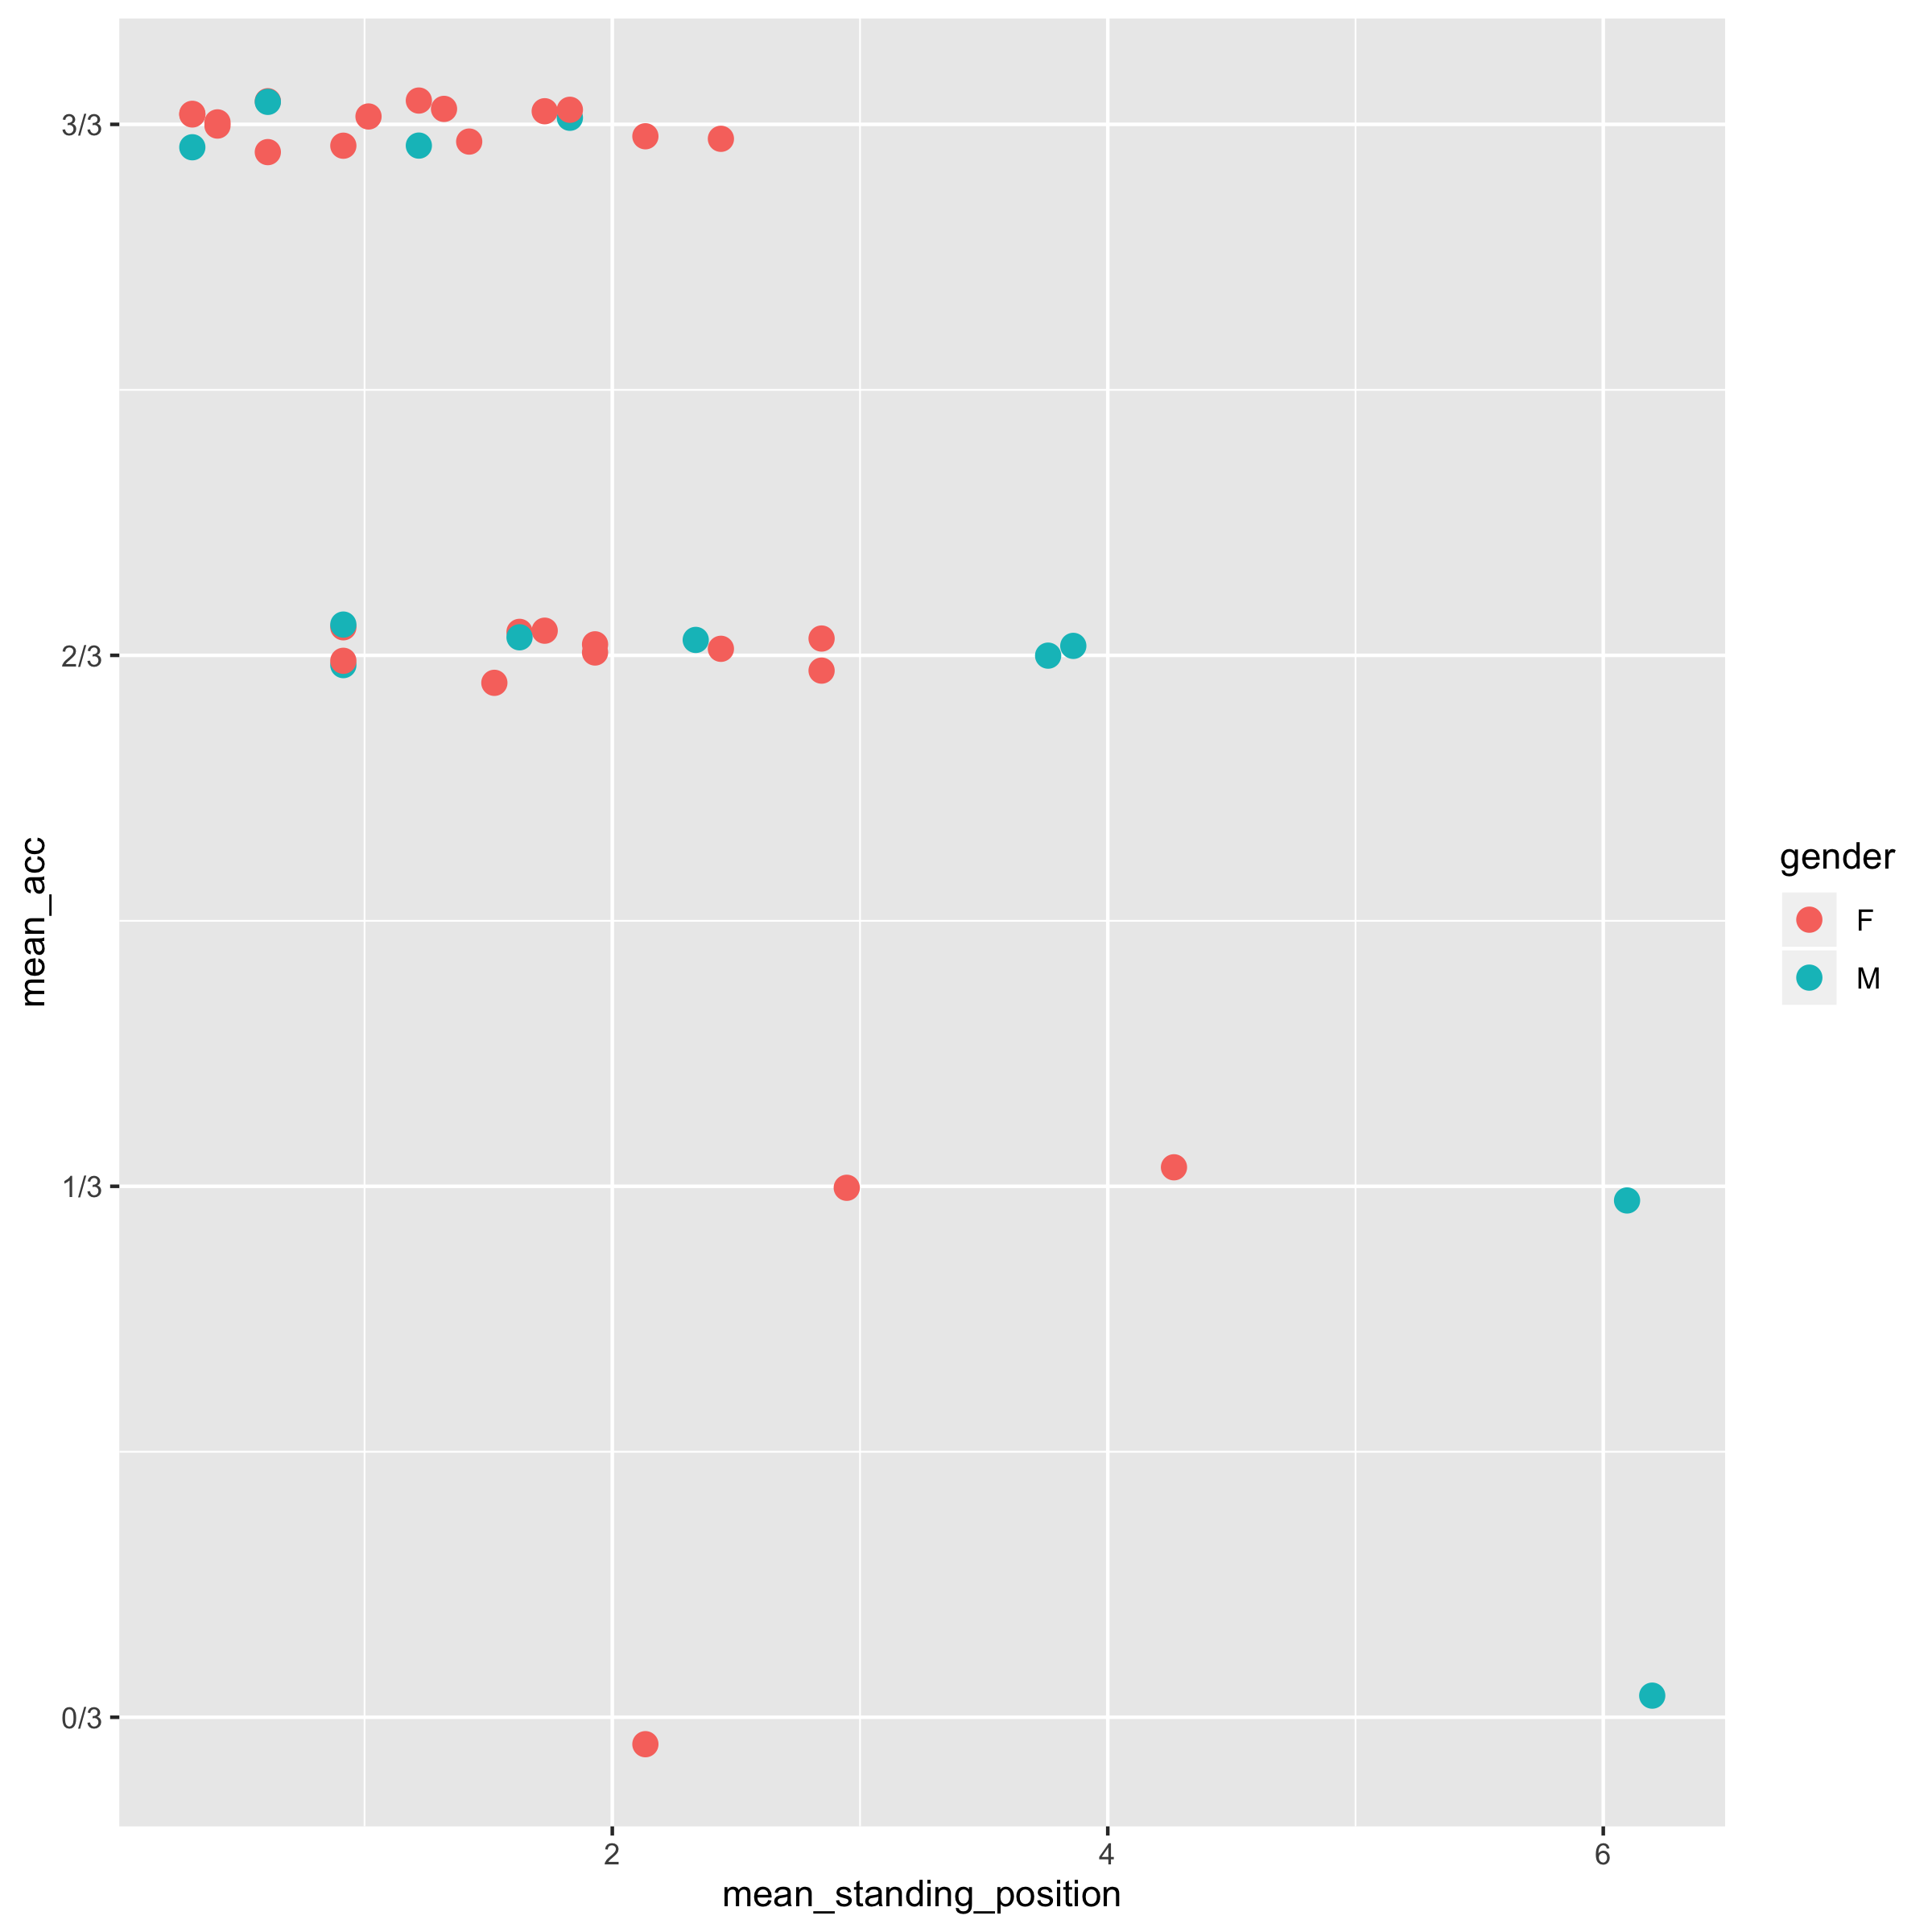 3/3
2/3
1/3
0/3
mean_acc
2
4
6
mean_standing_position
gender
F
M